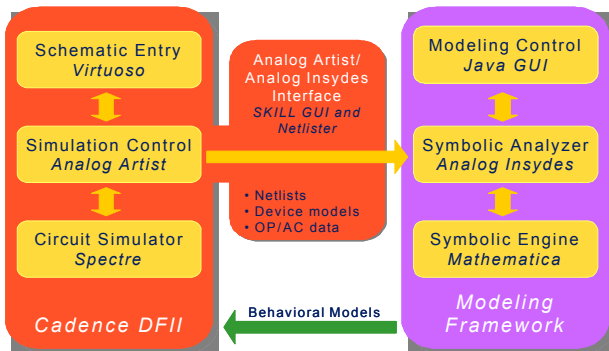 Schematic Entry
Virtuoso
Simulation Control
Analog Artist
Circuit Simulator
Spectre
Cadence DFII
Analog Artist/
Analog Insydes
Interface
SKILL GUI and
Netlister
• Netlists
• Device models
• OP/AC data
Behavioral Models
Modeling Control
Java GUI
Symbolic Analyzer
Analog Insydes
Symbolic Engine
Mathematica
Modeling
Framework